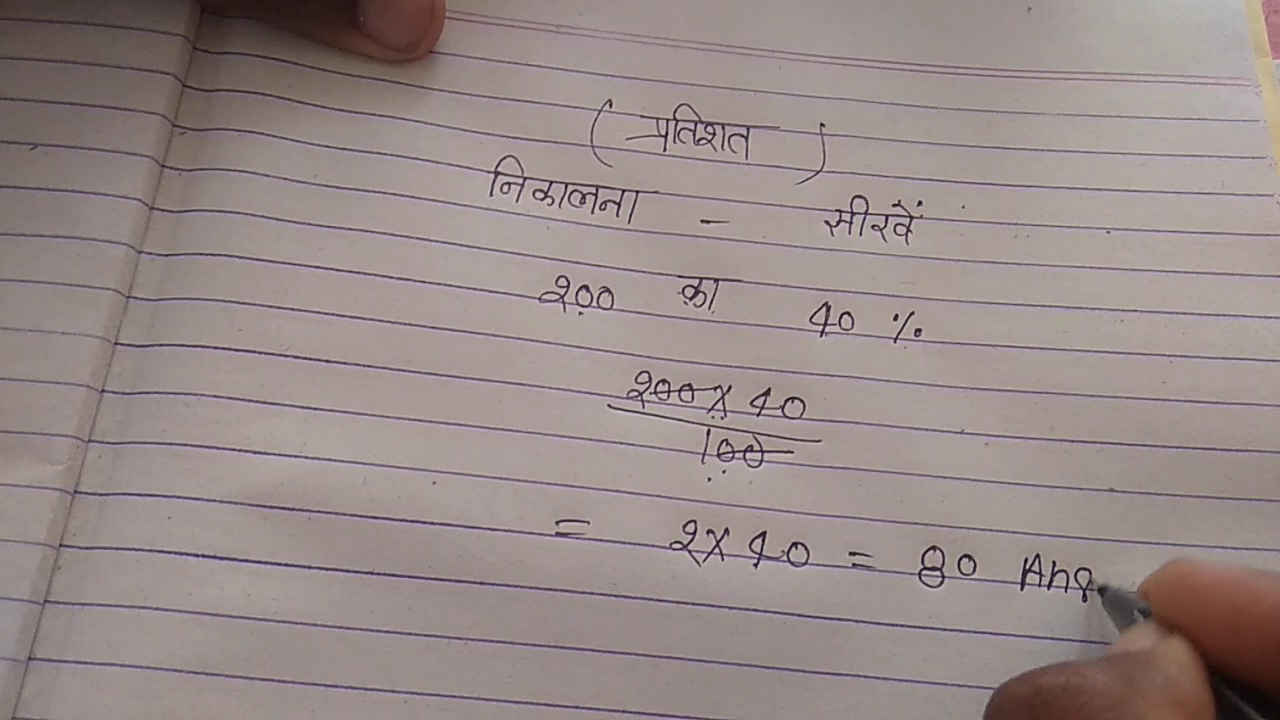 ( प्रतिशत )
निकालना - सीखें
200 का 40 %
200 x 40
100
= 2 x 40 = 80 Ans